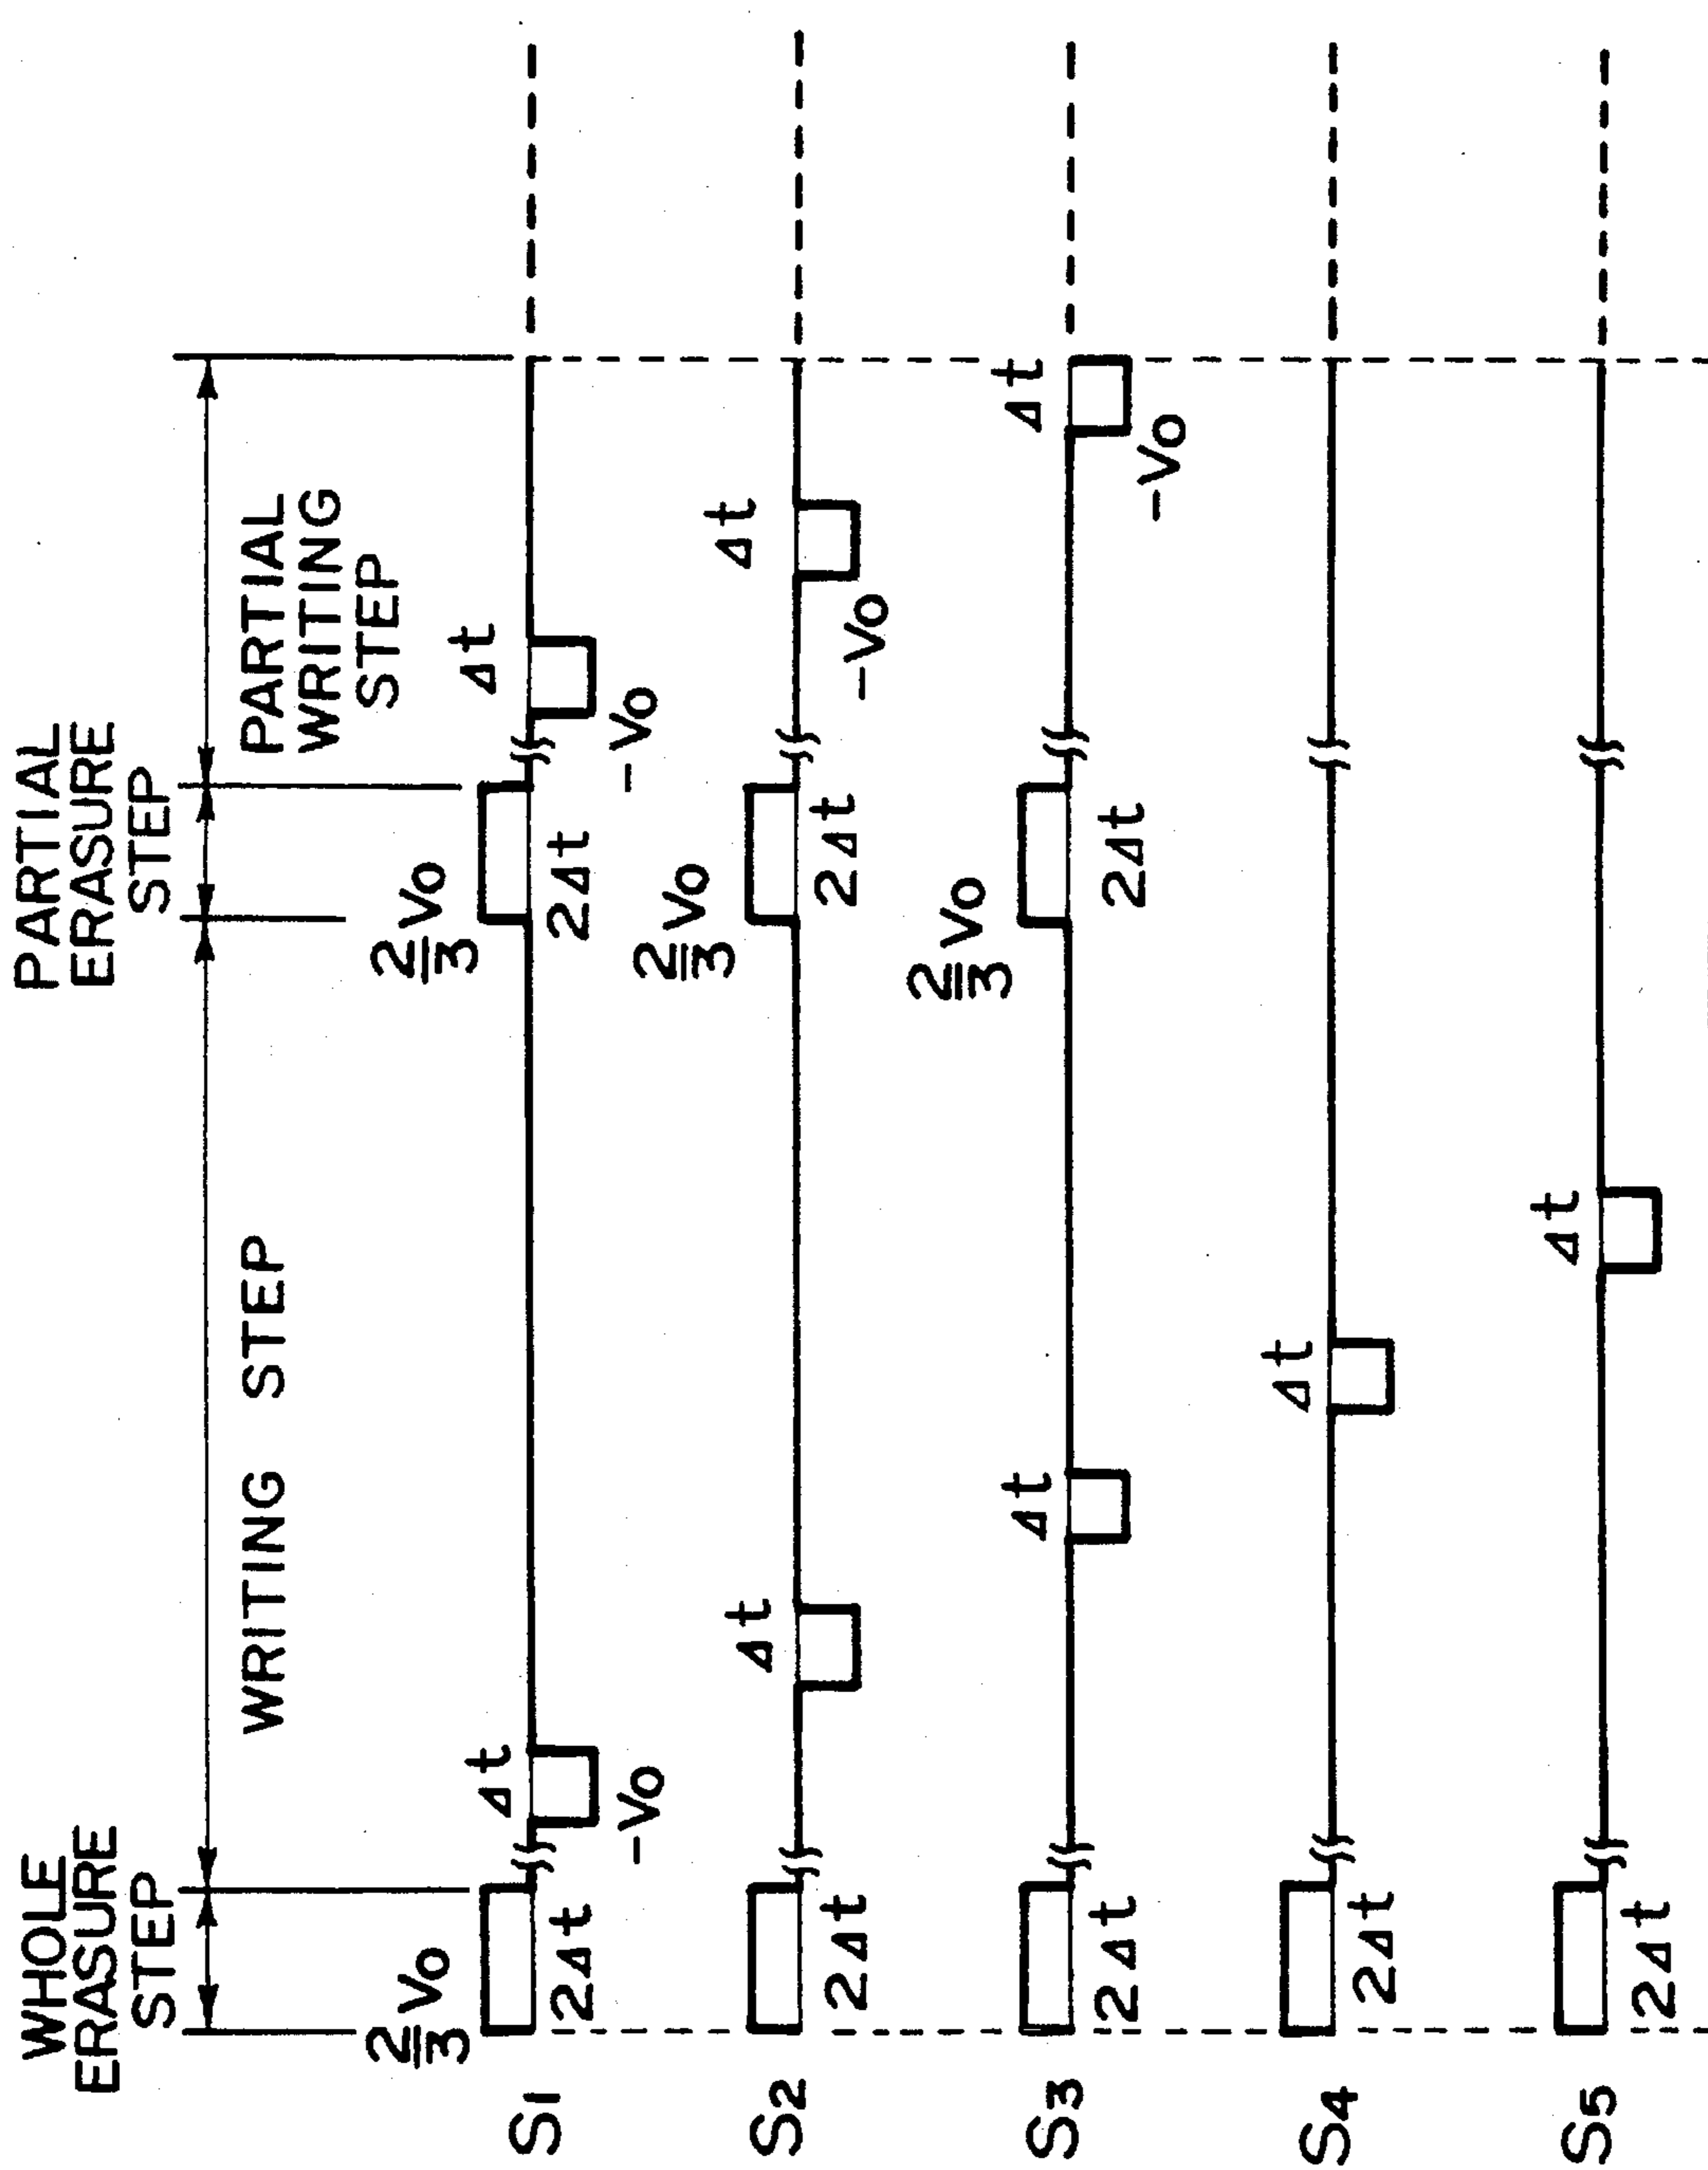 WHOLE
ERASURE
STEP
WRITING STEP
PARTIAL
ERASURE
STEP
PARTIAL
WRITING
STEP
S1
2/3 Vo
2Δt
Δt
-Vo
2/3 Vo
2Δt
Δt
-Vo
S2
2Δt
Δt
2/3 Vo
2Δt
Δt
-Vo
S3
2Δt
Δt
2/3 Vo
2Δt
Δt
-Vo
S4
2Δt
Δt
S5
2Δt
Δt